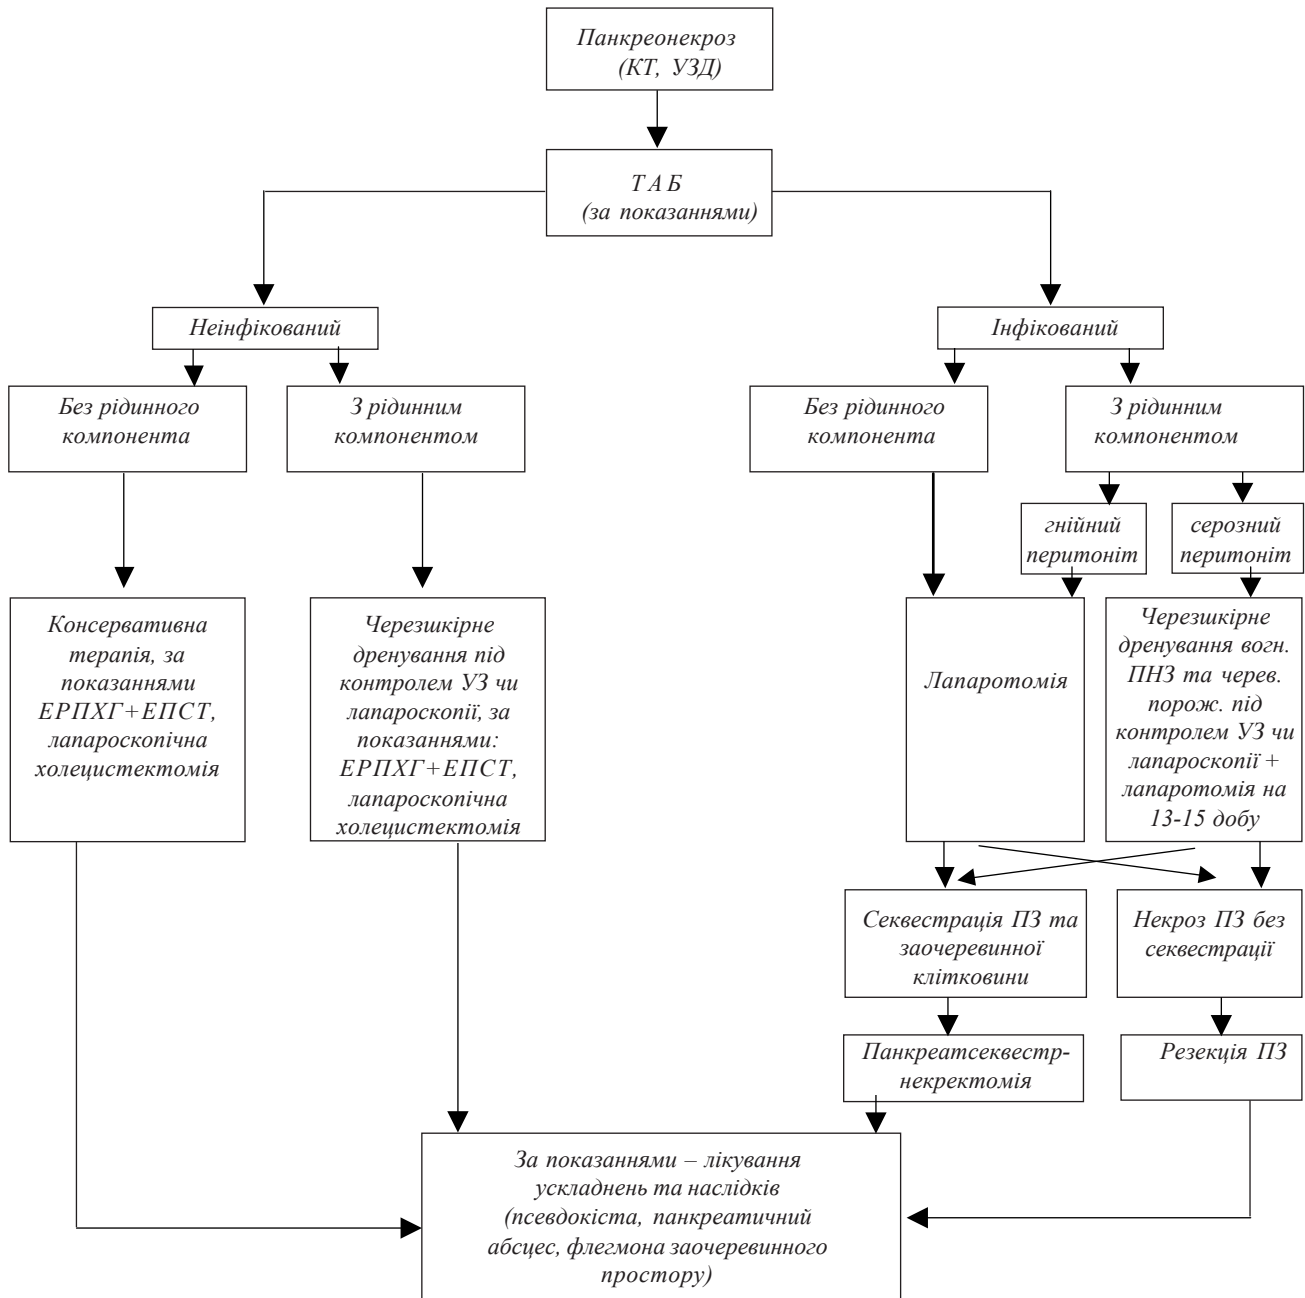 Панкреонекроз
(КТ, УЗД)
ТАБ
(за показаннями)
Неінфікований
Інфікований
Без рідинного
компонента
З рідинним
компонентом
Без рідинного
компонента
З рідинним
компонентом
гнійний
перитоніт
серозний
перитоніт
Консервативна
терапія, за
показаннями
ЕРПХГ+ЕПСТ,
лапароскопічна
холецистектомія
Черезшкірне
дренування під
контролем УЗ чи
лапароскопії, за
показаннями:
ЕРПХГ+ЕПСТ,
лапароскопічна
холецистектомія
Лапаротомія
Черезшкірне
дренування вогн.
ПНЗ та черев.
порож. під
контролем УЗ чи
лапароскопії +
лапаротомія на
13-15 добу
Секвестрація ПЗ та
заочеревинної
клітковини
Некроз ПЗ без
секвестрації
Панкреатсеквестр-
некректомія
Резекція ПЗ
За показаннями – лікування
ускладнень та наслідків
(псевдокіста, панкреатичний
абсцес, флегмона заочеревинного
простору)